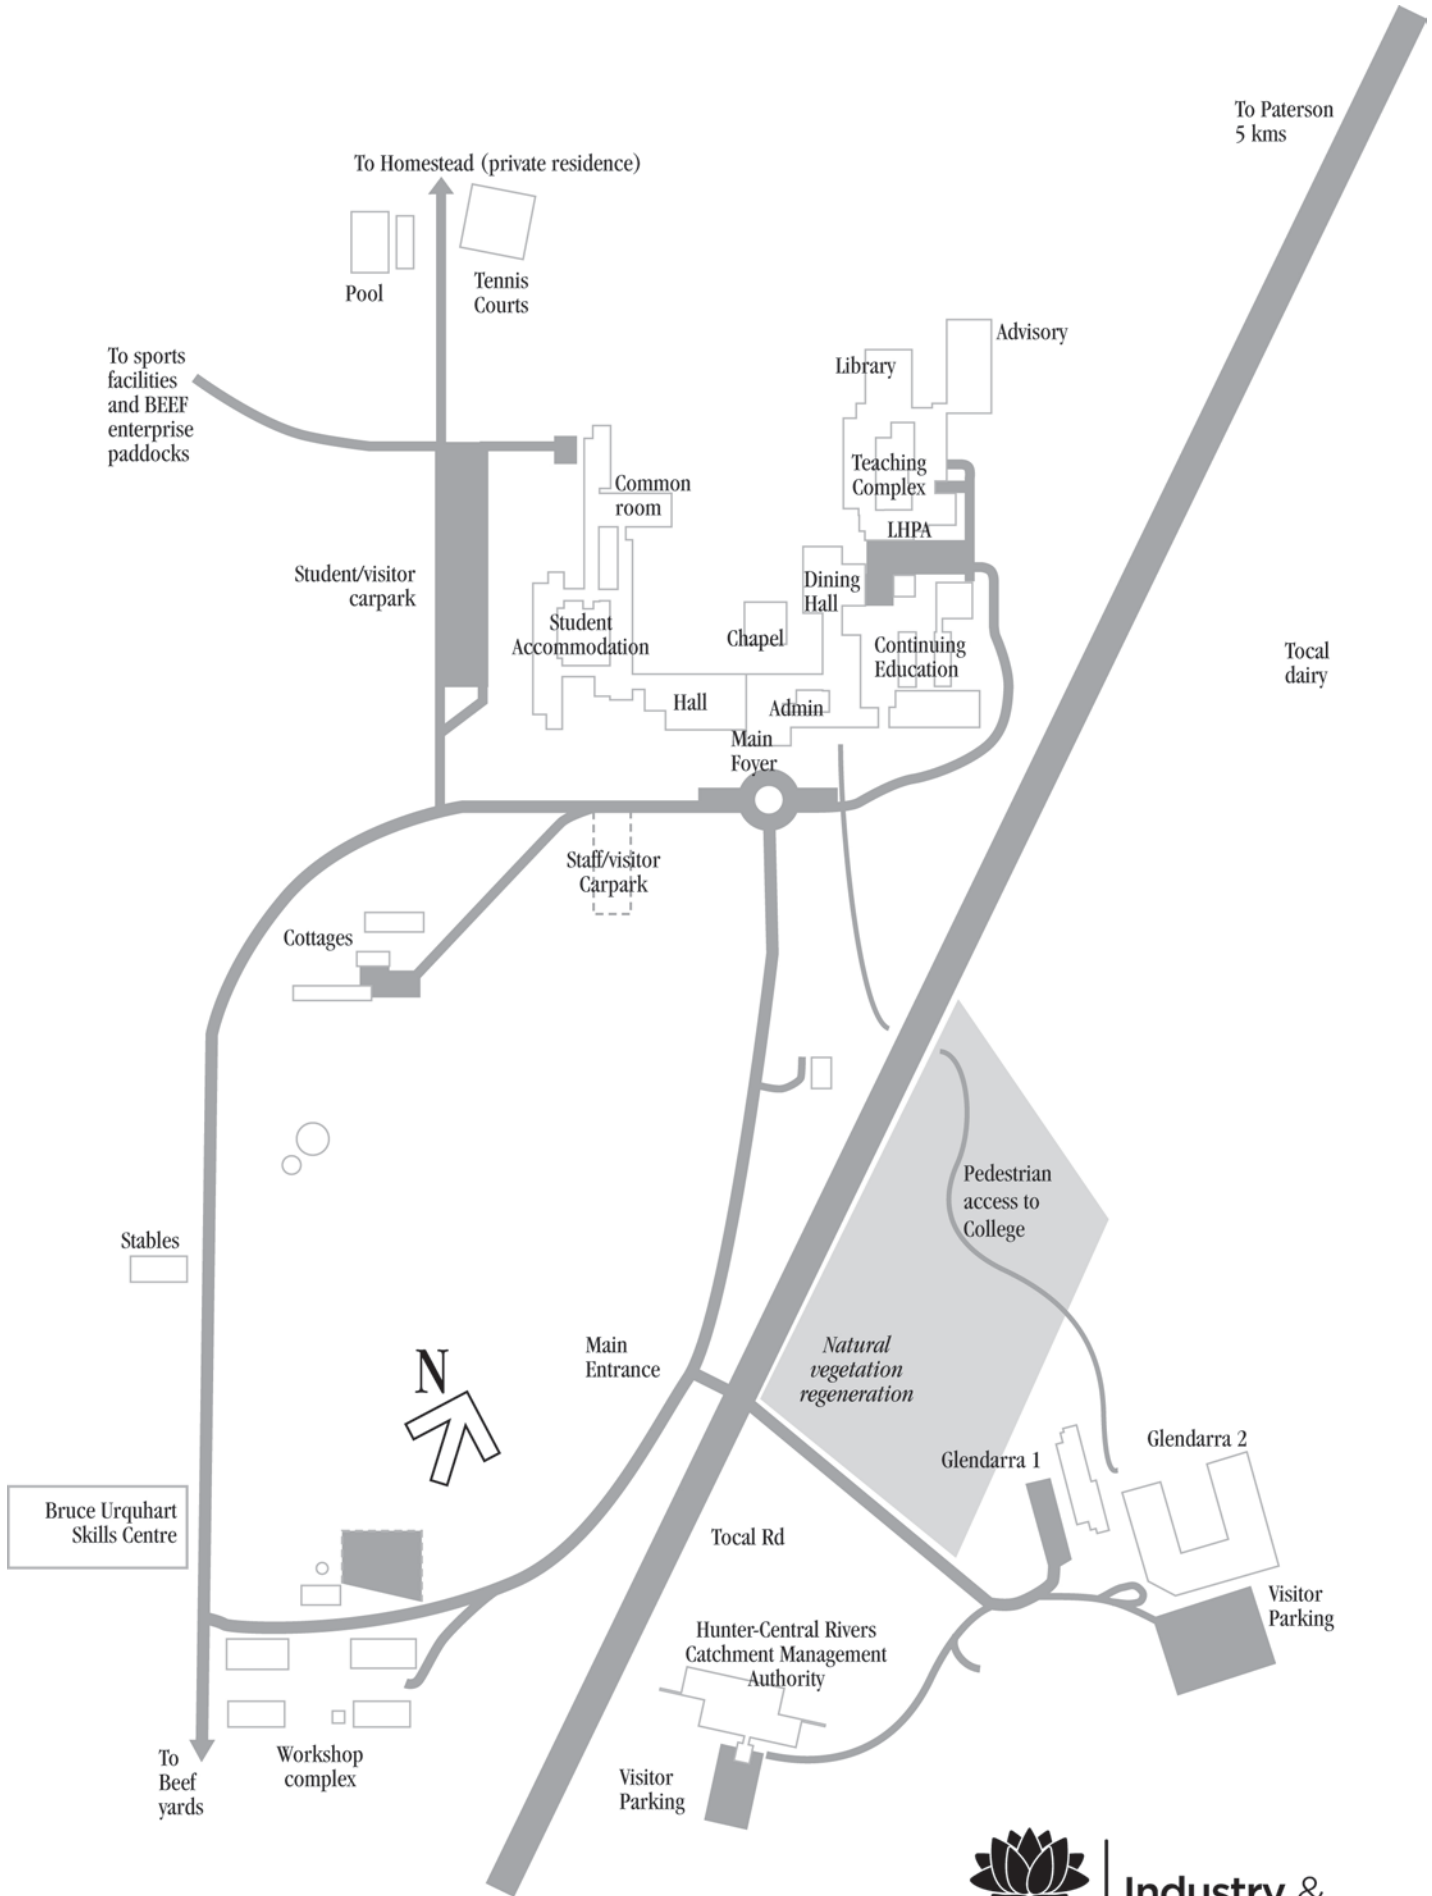 To Paterson
5 kms
To Homestead (private residence)
Pool
Tennis
Courts
To sports
facilities
and BEEF
enterprise
paddocks
Advisory
Library
Teaching
Complex
Common
room
LHPA
Student/visitor
carpark
Dining
Hall
Student
Accommodation
Chapel
Continuing
Education
Tocal
dairy
Hall
Admin
Main
Foyer
Staff/visitor
Carpark
Cottages
Pedestrian
access to
College
Stables
Main
Entrance
Natural
vegetation
regeneration
N
Glendarra 1
Glendarra 2
Bruce Urquhart
Skills Centre
Tocal Rd
Visitor
Parking
Hunter-Central Rivers
Catchment Management
Authority
To
Beef
yards
Workshop
complex
Visitor
Parking
Industry &